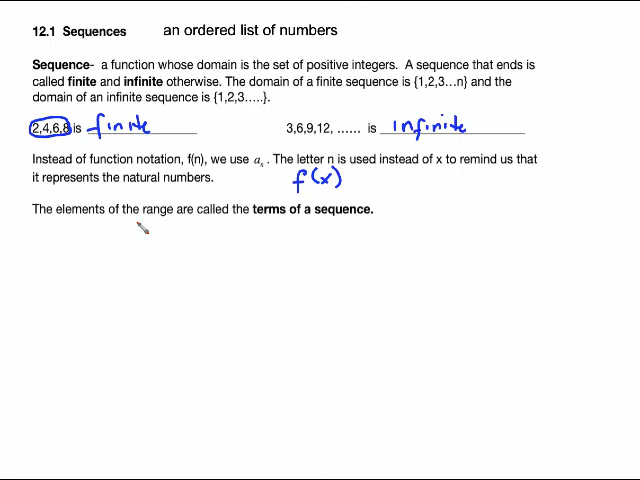 12.1 Sequences an ordered list of numbers
Sequence- a function whose domain is the set of positive integers. A sequence that ends is
called finite and infinite otherwise. The domain of a finite sequence is {1,2,3…n} and the
domain of an infinite sequence is {1,2,3…..}.
2,4,6,8 is finite 3,6,9,12, …… is infinite
Instead of function notation, f(n), we use aₙ. The letter n is used instead of x to remind us that
it represents the natural numbers. f(x)
The elements of the range are called the terms of a sequence.